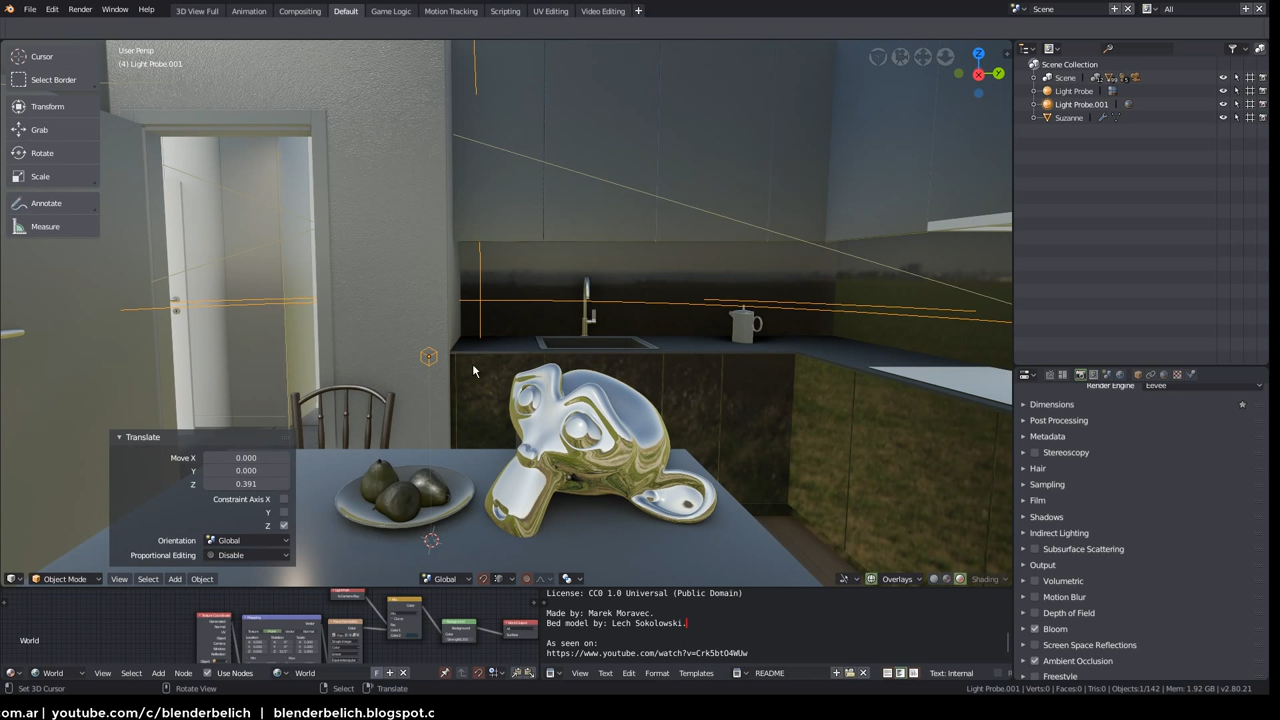 File Edit Render Window Help 3D View Full Animation Compositing Default Game Logic Motion Tracking Scripting UV Editing Video Editing Scene All
User Persp
(4) Light Probe.001
Cursor
Select Border
Transform
Grab
Rotate
Scale
Annotate
Measure
Scene Collection
Scene
Light Probe
Light Probe.001
Suzanne
Translate
Move X 0.000
Y 0.000
Z 0.391
Constraint Axis X
Y
Z
Orientation Global
Proportional Editing Disable
Object Mode View Select Add Object Global Overlays Shading
Render Engine Eevee
Dimensions
Post Processing
Metadata
Stereoscopy
Hair
Sampling
Film
Shadows
Indirect Lighting
Subsurface Scattering
Output
Volumetric
Motion Blur
Depth of Field
Bloom
Screen Space Reflections
Ambient Occlusion
Freestyle
World
License: CC0 1.0 Universal (Public Domain)
Made by: Marek Moravec.
Bed model by: Lech Sokolowski.
As seen on:
https://www.youtube.com/watch?v=Crk5btO4WUw
View Select Add Node Use Nodes World F
View Text Edit Format Templates README Text: Internal
Set 3D Cursor Rotate View Select Translate
Light Probe.001 | Verts:0 | Faces:0 | Tris:0 | Objects:1/142 | Mem: 1.92 GB | v2.80.21
om.ar | youtube.com/c/blenderbelich | blenderbelich.blogspot.c